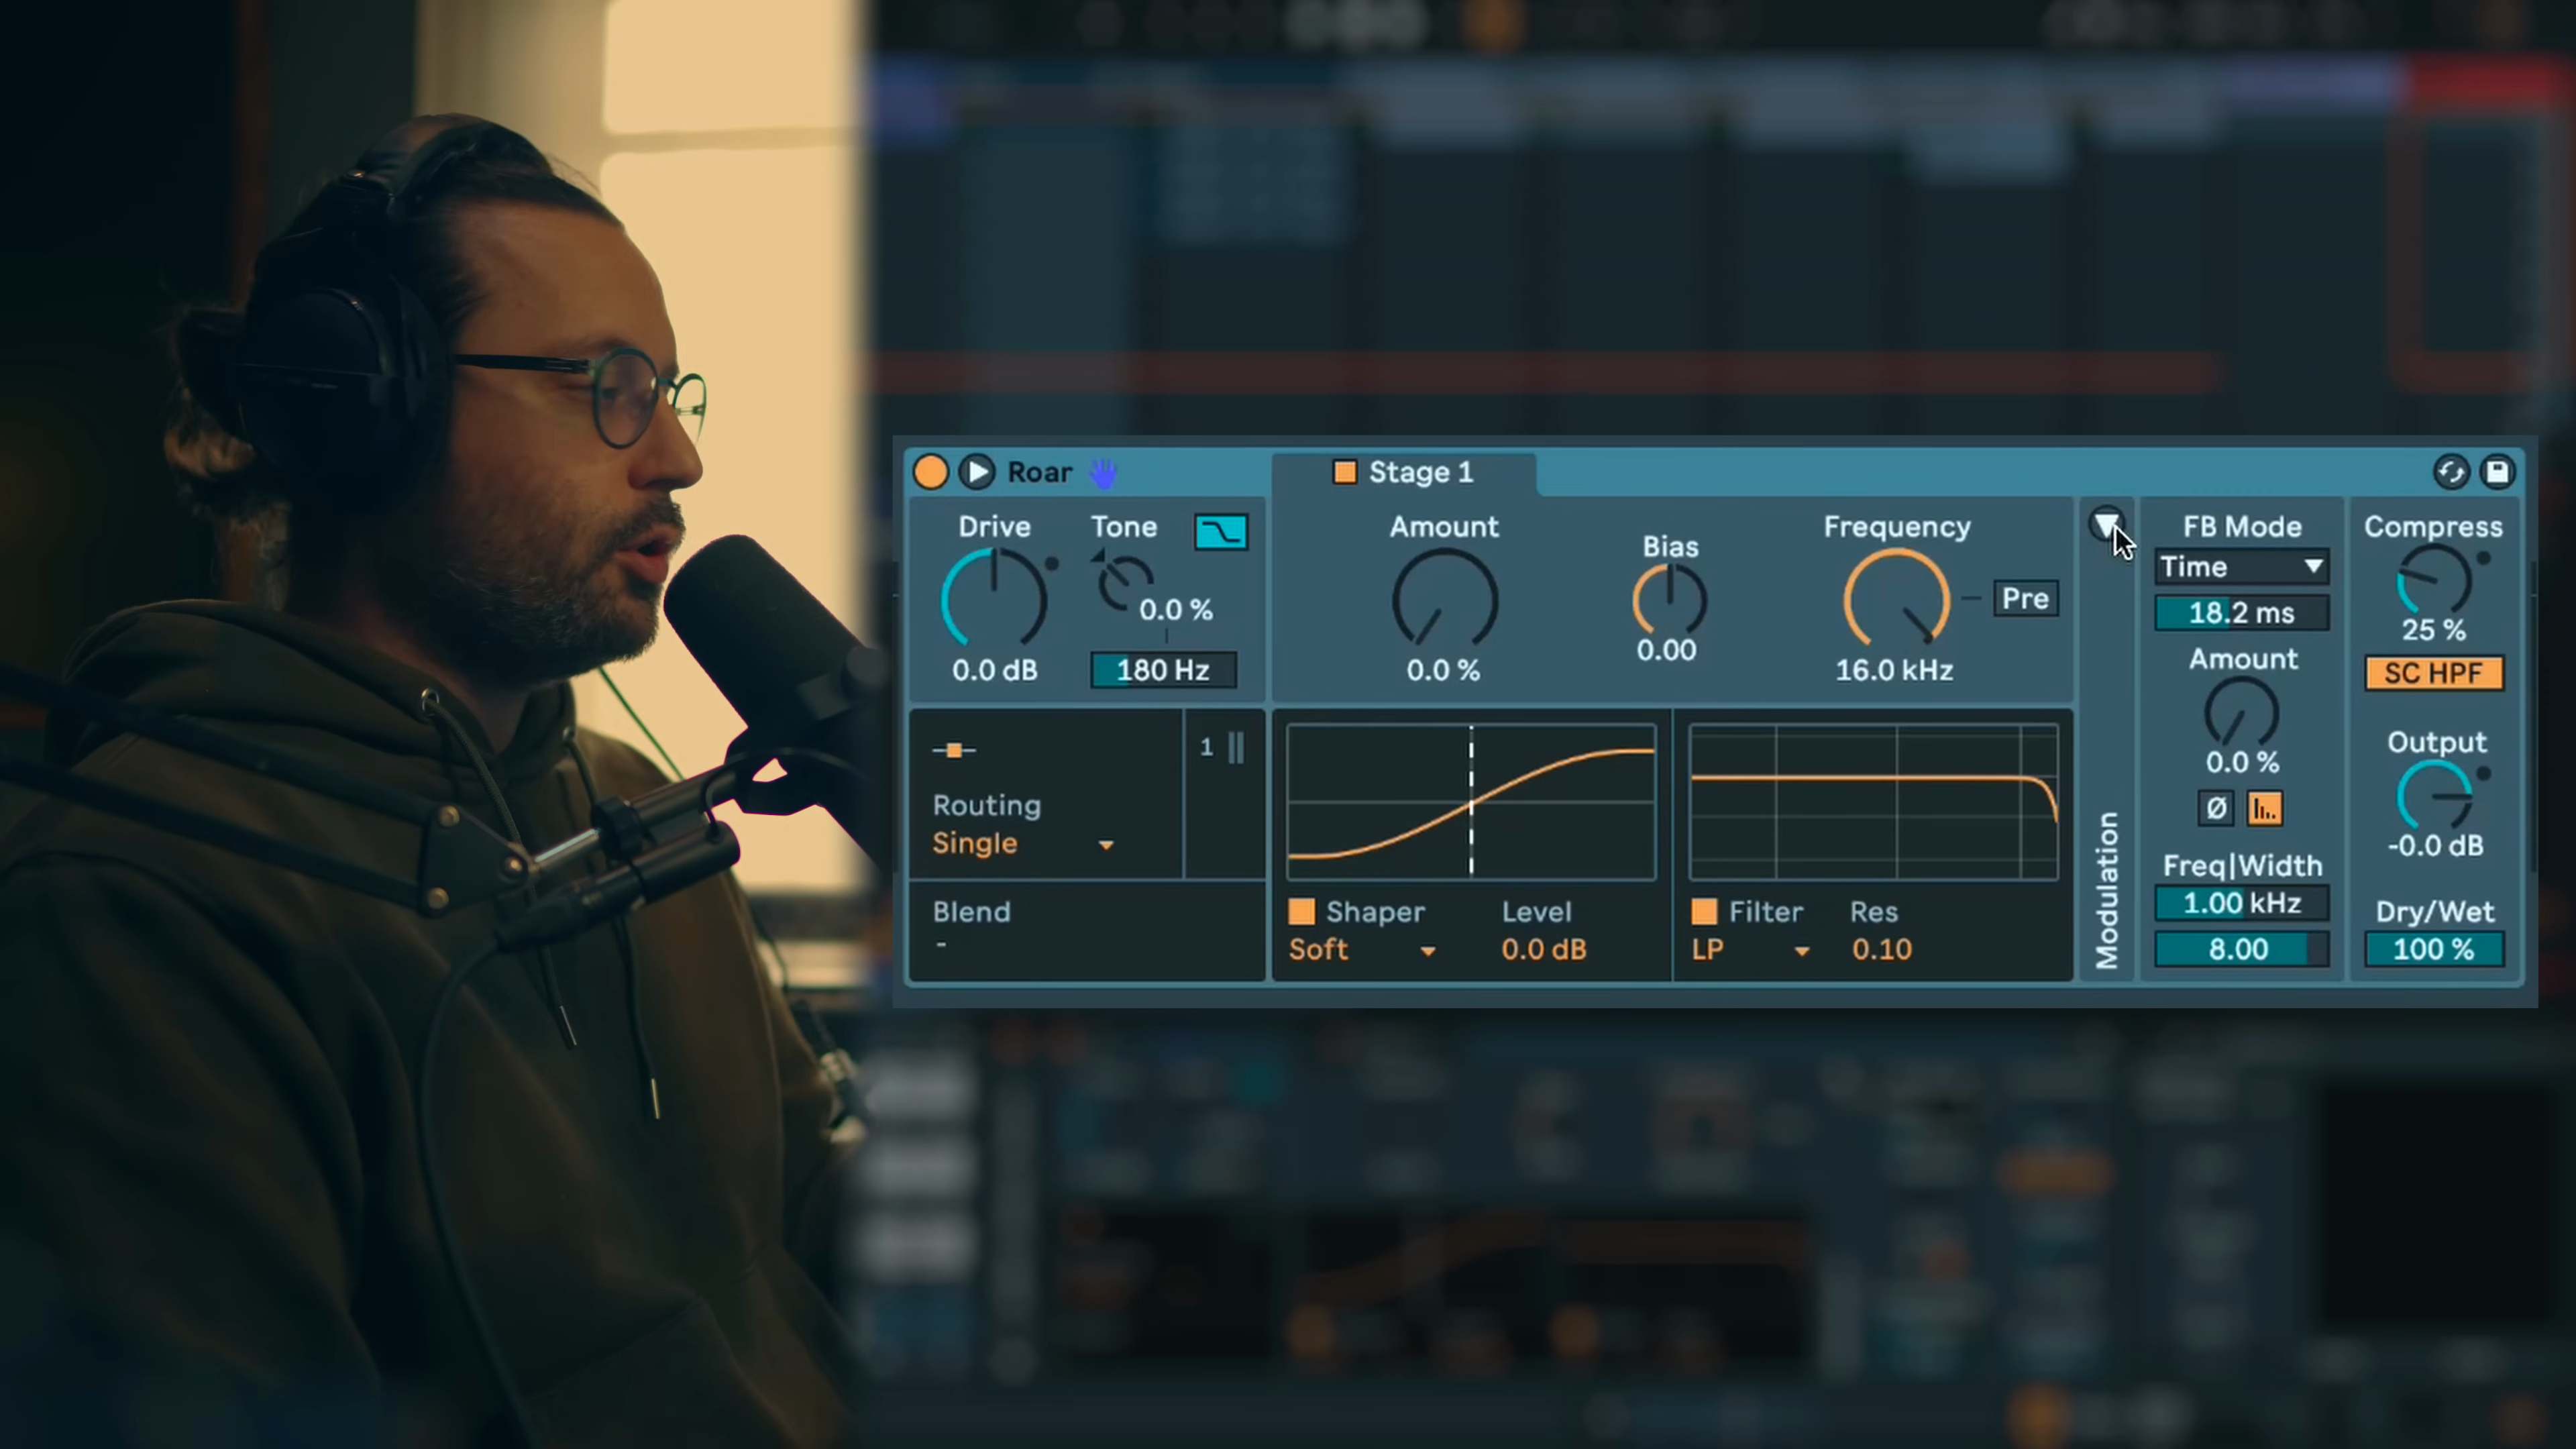 Roar
Stage 1
Drive
0.0 dB
Tone
0.0 %
180 Hz
Amount
0.0 %
Bias
0.00
Frequency
16.0 kHz
Pre
Routing
Single
1
Blend
-
Shaper
Soft
Level
0.0 dB
Filter
LP
Res
0.10
Modulation
FB Mode
Time
18.2 ms
Amount
0.0 %
Ø
Freq|Width
1.00 kHz
8.00
Compress
25 %
SC HPF
Output
-0.0 dB
Dry/Wet
100 %